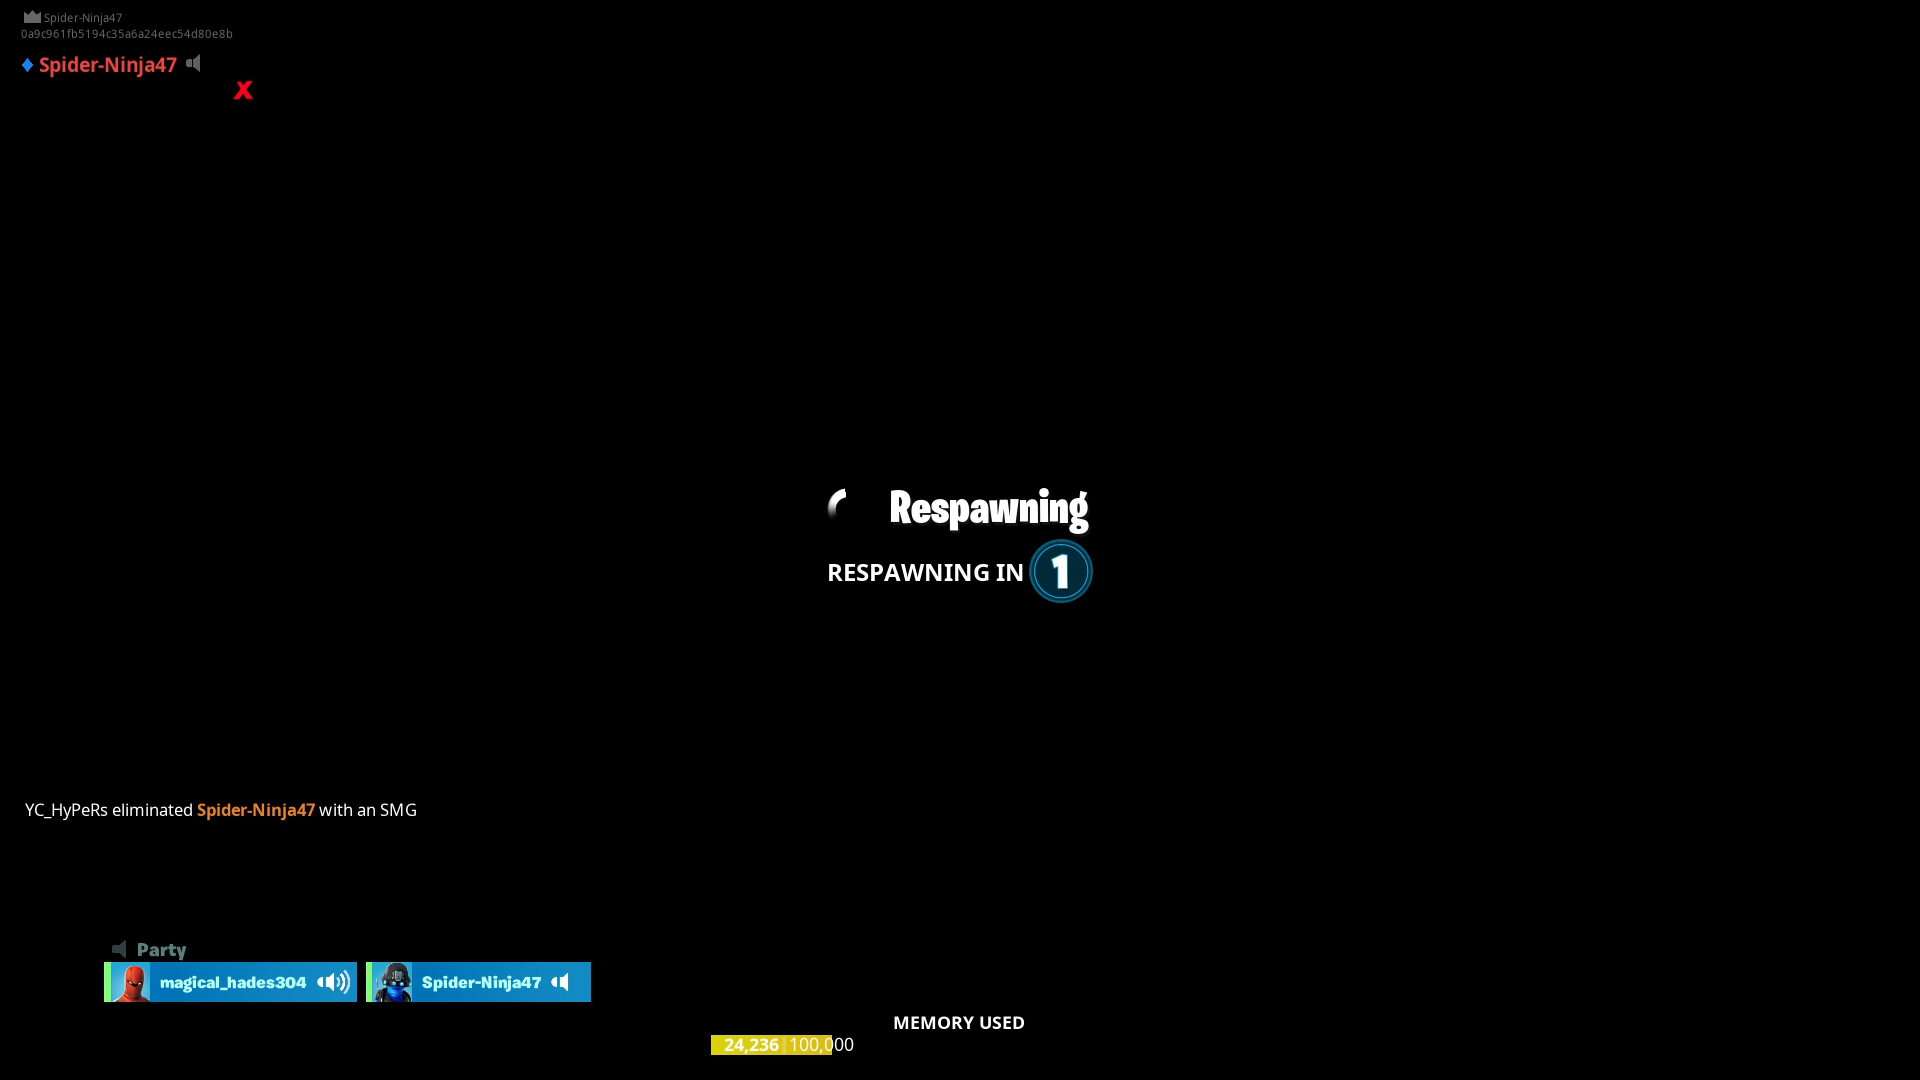 Spider-Ninja47
0a9c961fb5194c35a6a24eec54d80e8b
Spider-Ninja47
X
Respawning
RESPAWNING IN 1
YC_HyPeRs eliminated Spider-Ninja47 with an SMG
Party
magical_hades304 Spider-Ninja47
MEMORY USED
24,236 100,000